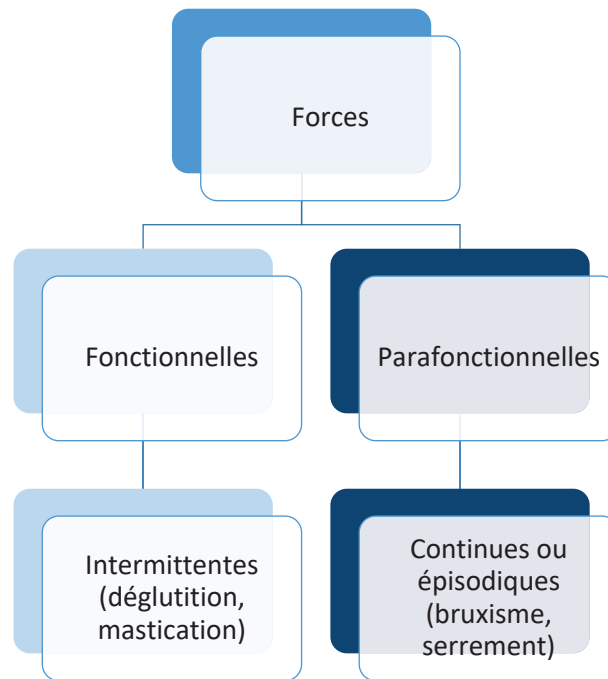 Forces
Fonctionnelles
Parafonctionnelles
Intermittentes
(déglutition,
mastication)
Continues ou
épisodiques
(bruxisme,
serrement)